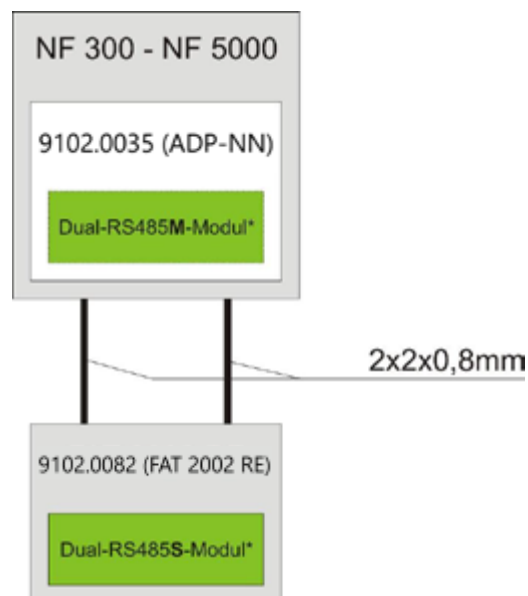 NF 300 - NF 5000
9102.0035 (ADP-NN)
Dual-RS485M-Modul*
2x2x0,8mm
9102.0082 (FAT 2002 RE)
Dual-RS485S-Modul*